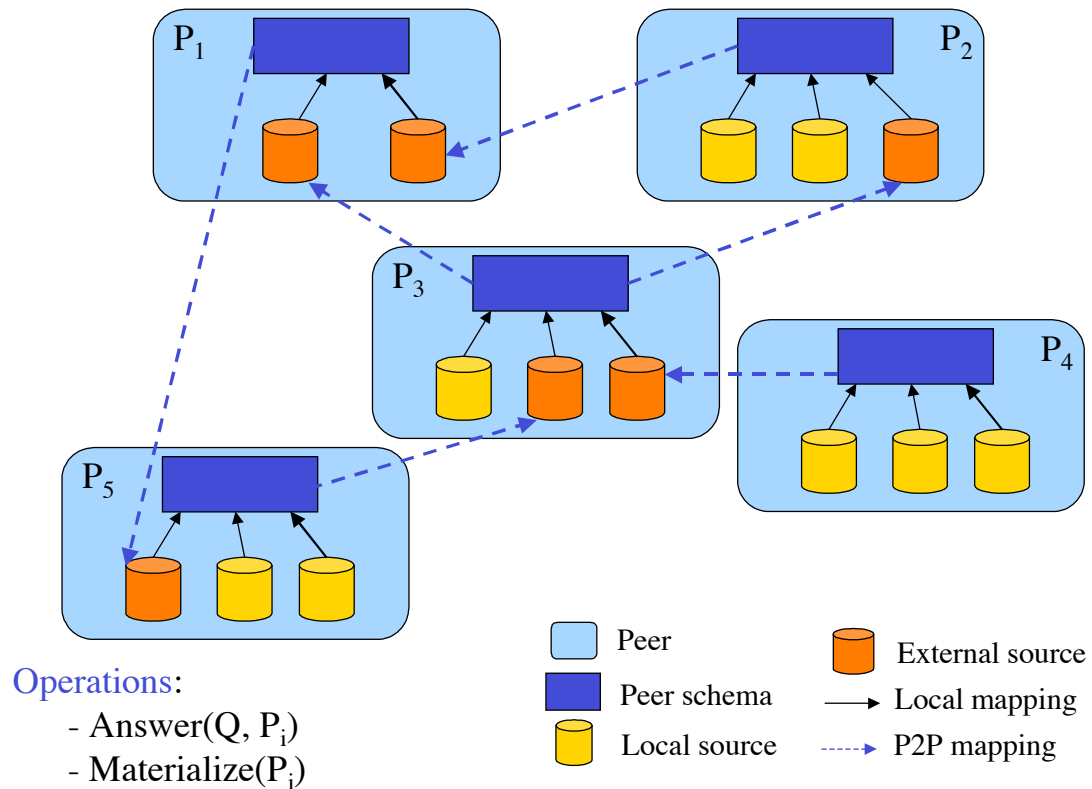 P₁
P₂
P₃
P₄
P₅
Operations:
- Answer(Q, Pᵢ)
- Materialize(Pᵢ)
Peer
Peer schema
Local source
External source
Local mapping
P2P mapping